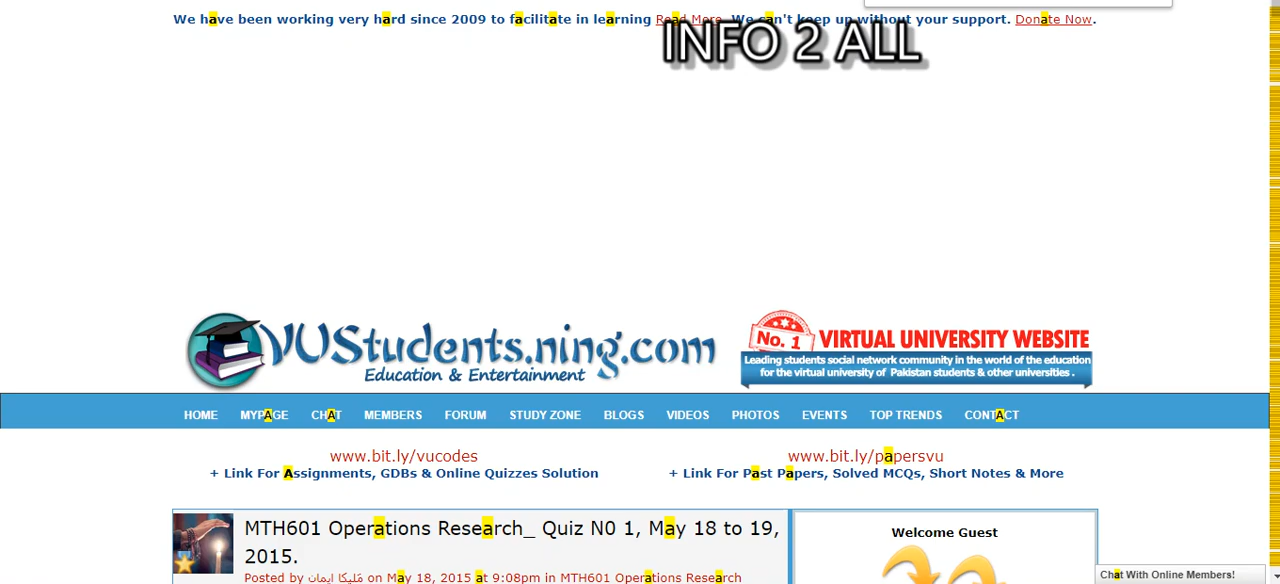 We have been working very hard since 2009 to facilitate in learning Read More. We can't keep up without your support. Donate Now.
INFO 2 ALL
VUStudents.ning.com
Education & Entertainment
No. 1 VIRTUAL UNIVERSITY WEBSITE
Leading students social network community in the world of the education
for the virtual university of Pakistan students & other universities .
HOME MYPAGE CHAT MEMBERS FORUM STUDY ZONE BLOGS VIDEOS PHOTOS EVENTS TOP TRENDS CONTACT
www.bit.ly/vucodes
+ Link For Assignments, GDBs & Online Quizzes Solution
www.bit.ly/papersvu
+ Link For Past Papers, Solved MCQs, Short Notes & More
MTH601 Operations Research_ Quiz N0 1, May 18 to 19,
2015.
Posted by مَلیکا ایمان on May 18, 2015 at 9:08pm in MTH601 Operations Research
Welcome Guest
Chat With Online Members!